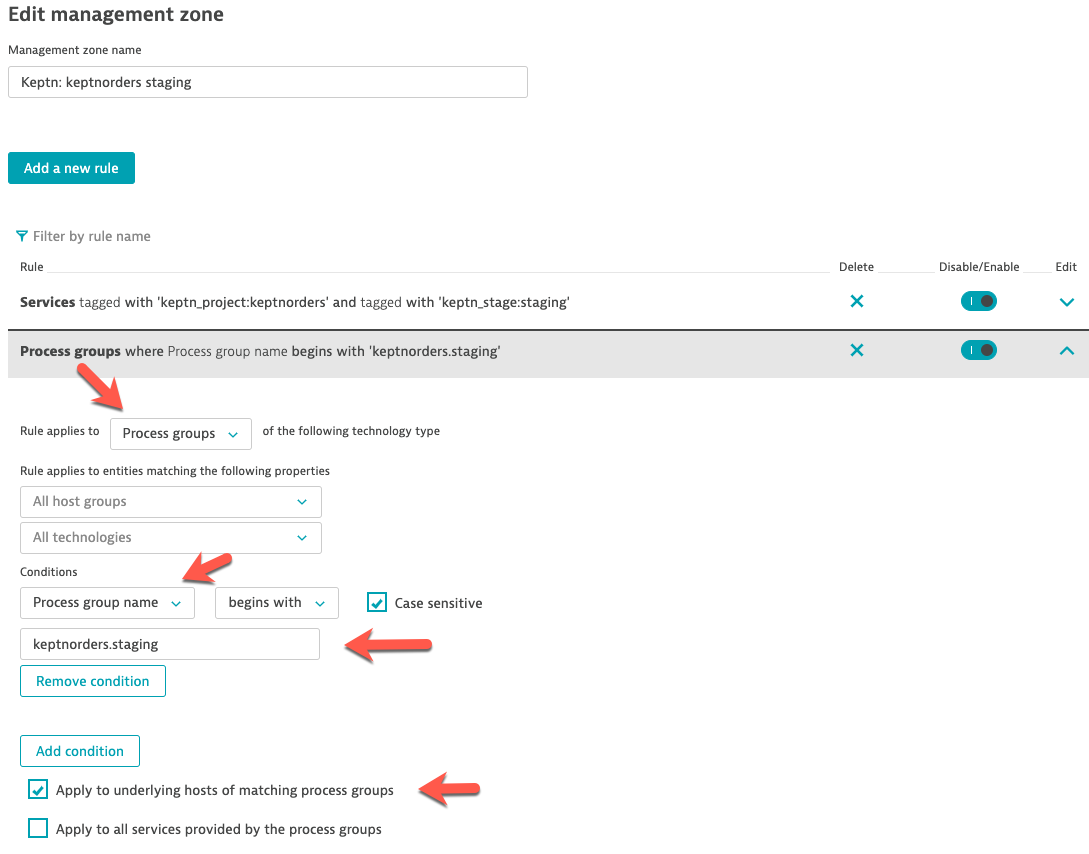 Edit management zone
Management zone name
Keptn: keptnorders staging
Add a new rule
Filter by rule name
Rule Delete Disable/Enable Edit
Services tagged with 'keptn_project:keptnorders' and tagged with 'keptn_stage:staging'
Process groups where Process group name begins with 'keptnorders.staging'
Rule applies to Process groups of the following technology type
Rule applies to entities matching the following properties
All host groups
All technologies
Conditions
Process group name begins with Case sensitive
keptnorders.staging
Remove condition
Add condition
Apply to underlying hosts of matching process groups
Apply to all services provided by the process groups